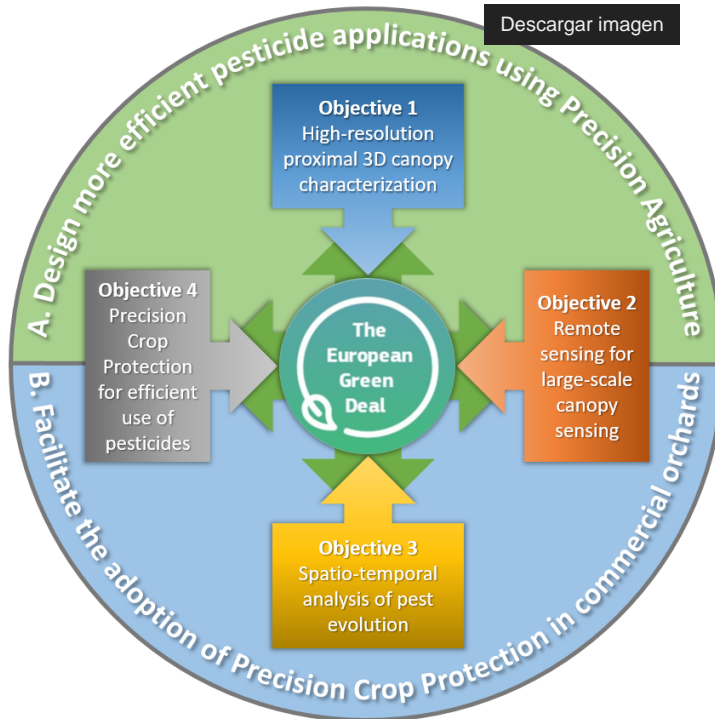 Descargar imagen
A. Design more efficient pesticide applications using Precision Agriculture
Objective 1
High-resolution
proximal 3D canopy
characterization
Objective 4
Precision
Crop
Protection
for efficient
use of
pesticides
The
European
Green
Deal
Objective 2
Remote
sensing for
large-scale
canopy
sensing
Objective 3
Spatio-temporal
analysis of pest
evolution
B. Facilitate the adoption of Precision Crop Protection in commercial orchards